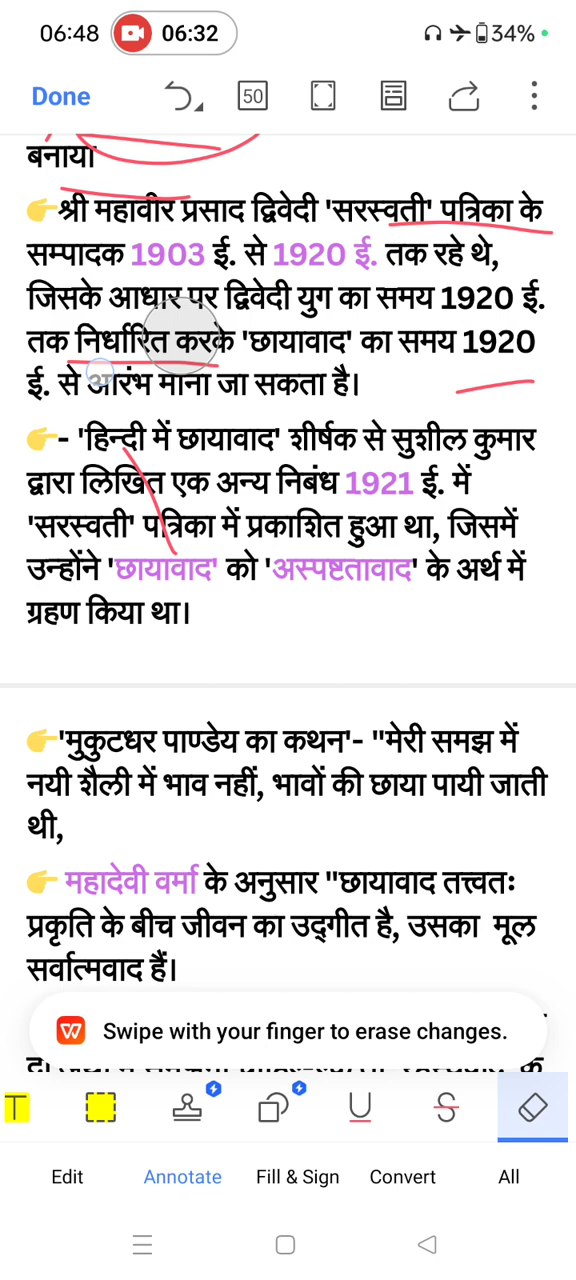 06:48 06:32 34%
Done 50
बनाया
👉श्री महावीर प्रसाद द्विवेदी 'सरस्वती' पत्रिका के
सम्पादक 1903 ई. से 1920 ई. तक रहे थे,
जिसके आधार पर द्विवेदी युग का समय 1920 ई.
तक निर्धारित करके 'छायावाद' का समय 1920
ई. से आरंभ माना जा सकता है।
👉- 'हिन्दी में छायावाद' शीर्षक से सुशील कुमार
द्वारा लिखित एक अन्य निबंध 1921 ई. में
'सरस्वती' पत्रिका में प्रकाशित हुआ था, जिसमें
उन्होंने 'छायावाद' को 'अस्पष्टतावाद' के अर्थ में
ग्रहण किया था।
👉'मुकुटधर पाण्डेय का कथन'- "मेरी समझ में
नयी शैली में भाव नहीं, भावों की छाया पायी जाती
थी,
👉 महादेवी वर्मा के अनुसार "छायावाद तत्त्वतः
प्रकृति के बीच जीवन का उद्गीत है, उसका मूल
सर्वात्मवाद हैं।
W Swipe with your finger to erase changes.
T U S
Edit Annotate Fill & Sign Convert All